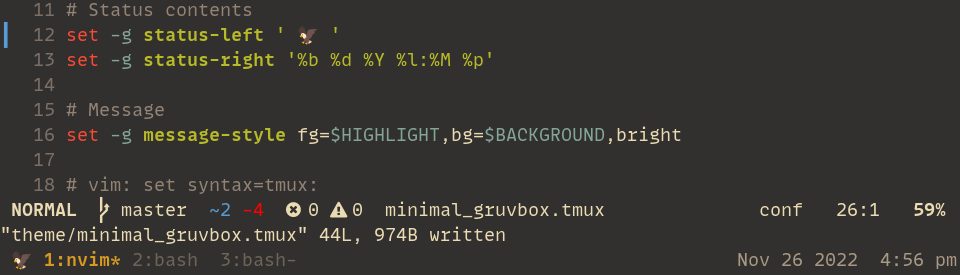 11 # Status contents
12 set -g status-left ' 🦅 '
13 set -g status-right '%b %d %Y %l:%M %p'
14
15 # Message
16 set -g message-style fg=$HIGHLIGHT,bg=$BACKGROUND,bright
17
18 # vim: set syntax=tmux:
NORMAL master ~2 -4 0 0 minimal_gruvbox.tmux conf 26:1 59%
"theme/minimal_gruvbox.tmux" 44L, 974B written
🦅 1:nvim* 2:bash 3:bash- Nov 26 2022 4:56 pm